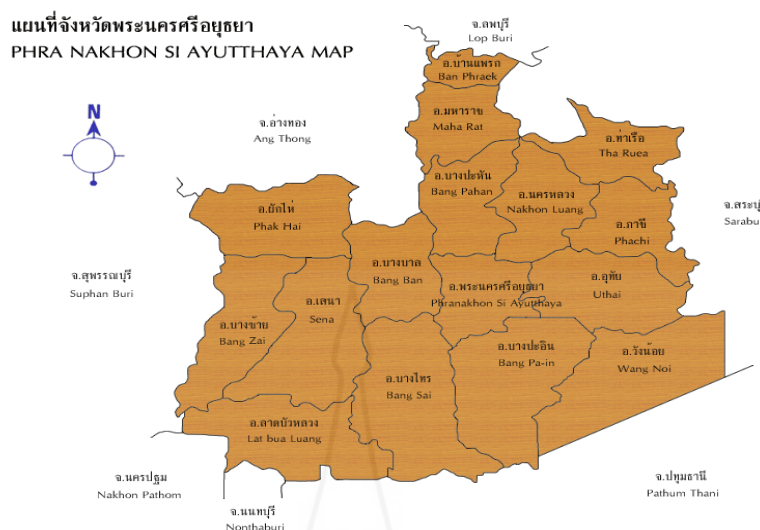 แผนที่จังหวัดพระนครศรีอยุธยา
PHRA NAKHON SI AYUTTHAYA MAP
จ.ลพบุรี
Lop Buri
อ.บ้านแพรก
Ban Phraek
N
อ.มหาราช
Maha Rat
จ.อ่างทอง
Ang Thong
อ.ท่าเรือ
Tha Ruea
อ.บางปะหัน
Bang Pahan
อ.นครหลวง
Nakhon Luang
อ.ผักไห่
Phak Hai
อ.ภาชี
Phachi
จ.สระบุ
Sarabu
อ.บางบาล
Bang Ban
จ.สุพรรณบุรี
Suphan Buri
อ.เสนา
Sena
อ.พระนครศรีอยุธยา
Phranakhon Si Ayutthaya
อ.อุทัย
Uthai
อ.บางซ้าย
Bang Zai
อ.บางปะอิน
Bang Pa-in
อ.วังน้อย
Wang Noi
อ.บางไทร
Bang Sai
อ.ลาดบัวหลวง
Lat bua Luang
จ.นครปฐม
Nakhon Pathom
จ.ปทุมธานี
Pathum Thani
จ.นนทบุรี
Nonthaburi